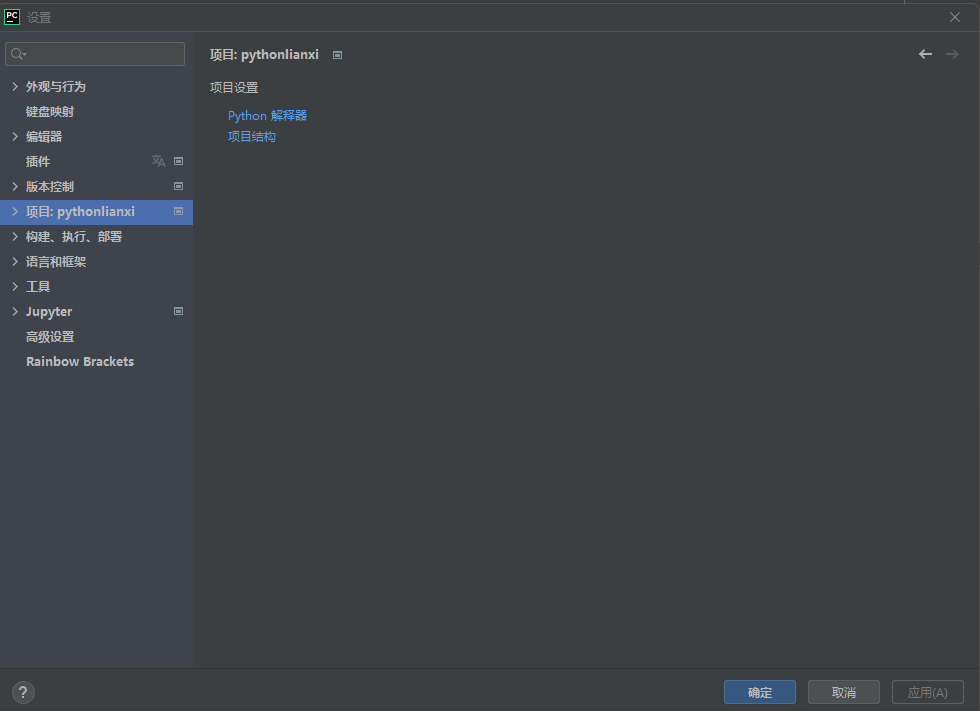 PC 设置
项目: pythonlianxi
外观与行为
键盘映射
编辑器
插件
版本控制
项目: pythonlianxi
构建、执行、部署
语言和框架
工具
Jupyter
高级设置
Rainbow Brackets
项目设置
Python 解释器
项目结构
?
确定
取消
应用(A)